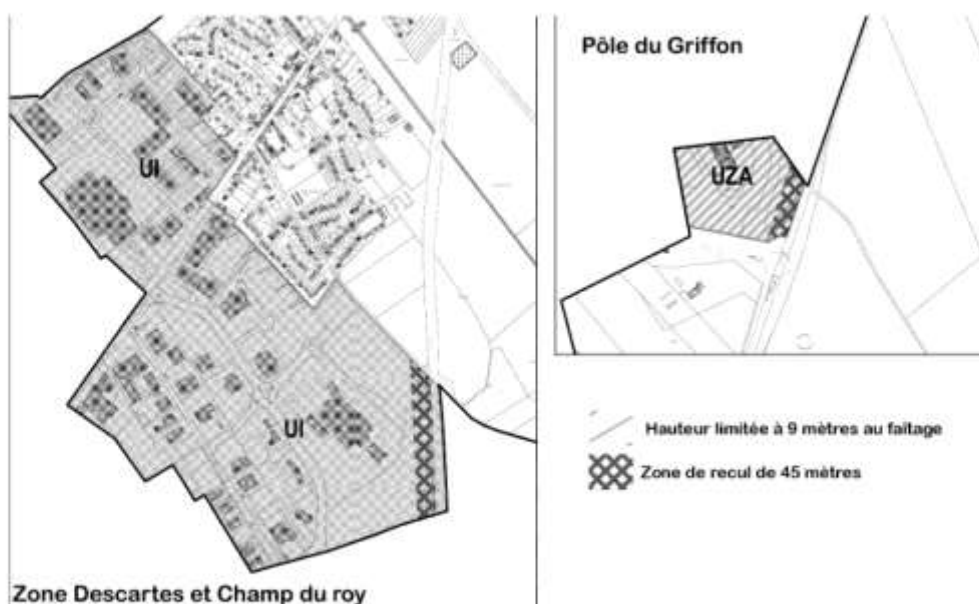 Pôle du Griffon
UI
UZA
UI
Hauteur limitée à 9 mètres au faîtage
Zone de recul de 45 mètres
Zone Descartes et Champ du roy